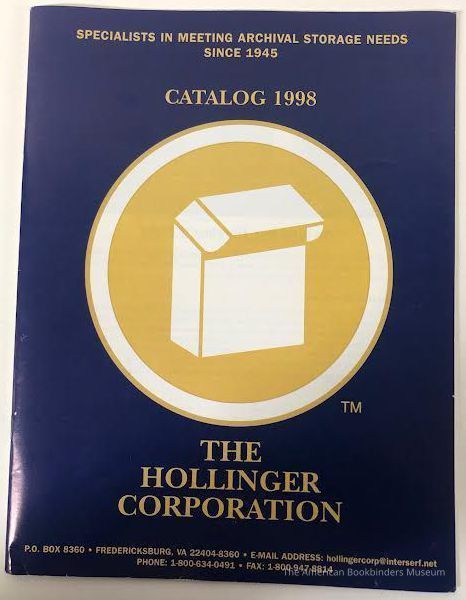 SPECIALISTS IN MEETING ARCHIVAL STORAGE NEEDS
SINCE 1945
CATALOG 1998
TM
THE
HOLLINGER
CORPORATION
P.O. BOX 8360 • FREDERICKSBURG, VA 22404-8360 • E-MAIL ADDRESS: hollingercorp@interserf.net
PHONE: 1-800-634-0491 • FAX: 1-800-947-8814
The American Bookbinders Museum